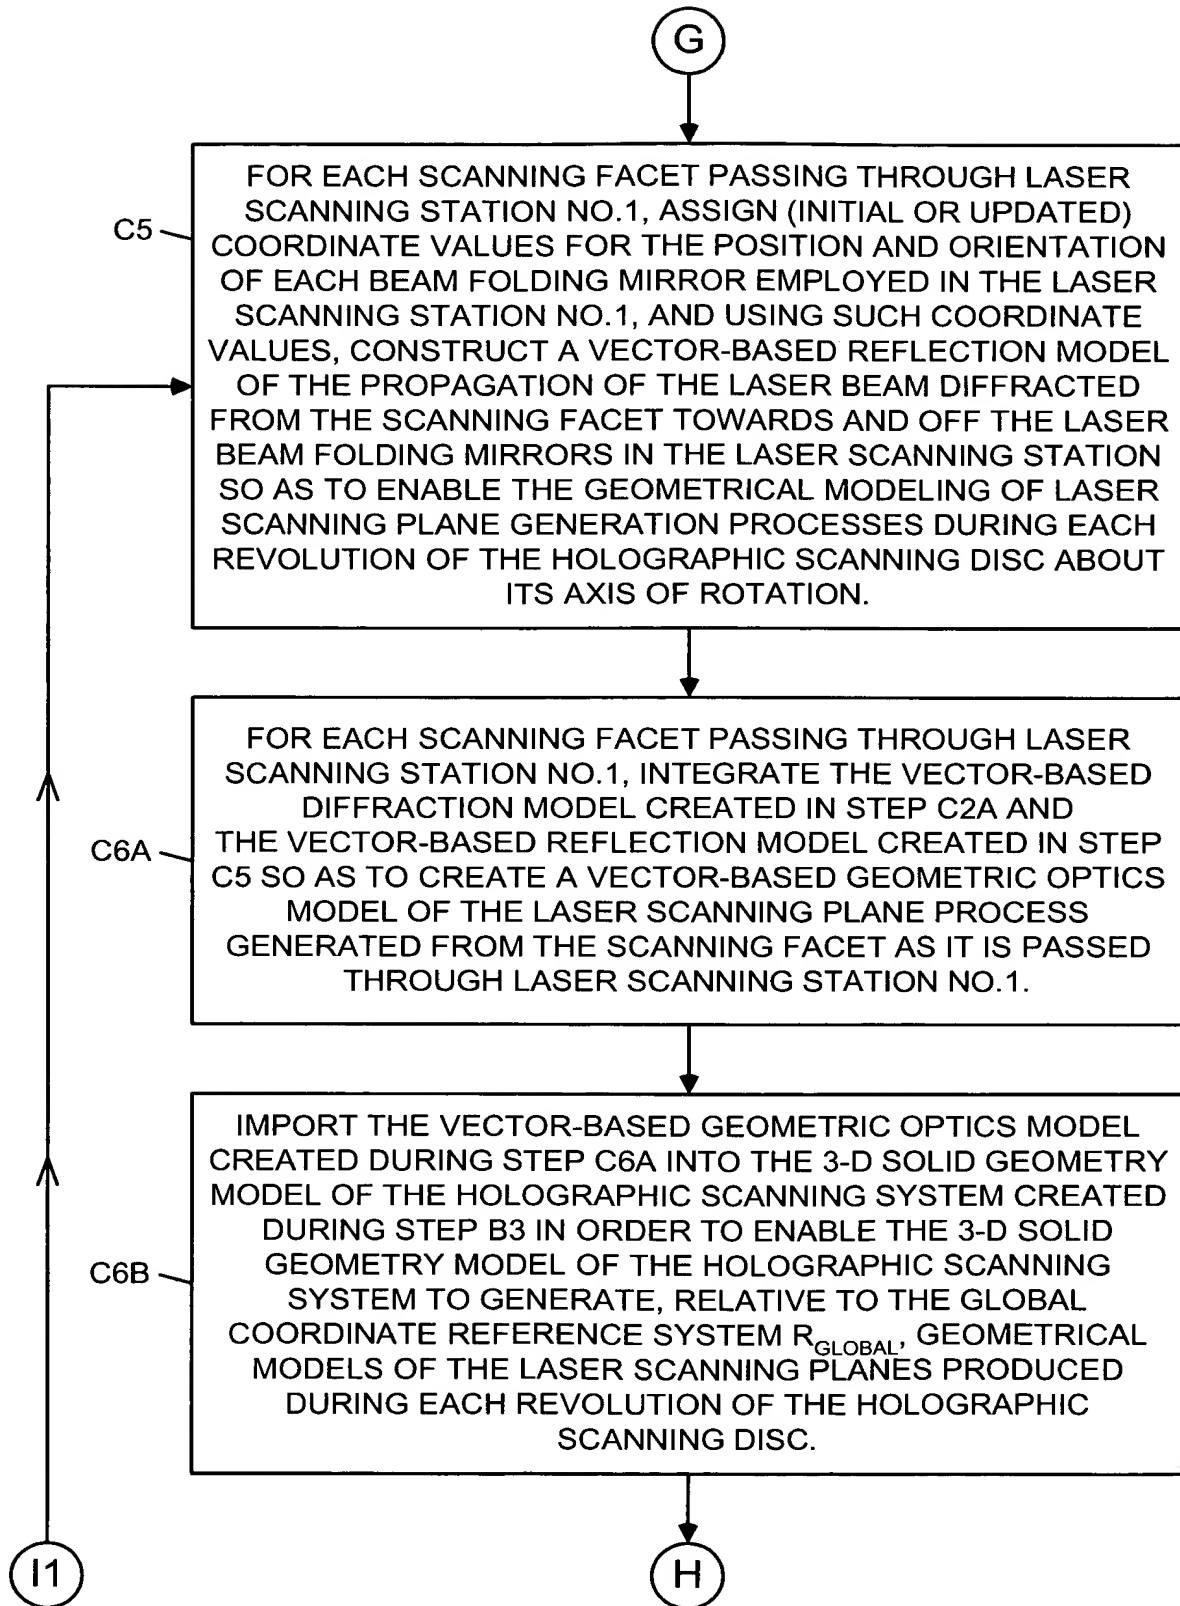 G
C5
FOR EACH SCANNING FACET PASSING THROUGH LASER
SCANNING STATION NO.1, ASSIGN (INITIAL OR UPDATED)
COORDINATE VALUES FOR THE POSITION AND ORIENTATION
OF EACH BEAM FOLDING MIRROR EMPLOYED IN THE LASER
SCANNING STATION NO.1, AND USING SUCH COORDINATE
VALUES, CONSTRUCT A VECTOR-BASED REFLECTION MODEL
OF THE PROPAGATION OF THE LASER BEAM DIFFRACTED
FROM THE SCANNING FACET TOWARDS AND OFF THE LASER
BEAM FOLDING MIRRORS IN THE LASER SCANNING STATION
SO AS TO ENABLE THE GEOMETRICAL MODELING OF LASER
SCANNING PLANE GENERATION PROCESSES DURING EACH
REVOLUTION OF THE HOLOGRAPHIC SCANNING DISC ABOUT
ITS AXIS OF ROTATION.
C6A
FOR EACH SCANNING FACET PASSING THROUGH LASER
SCANNING STATION NO.1, INTEGRATE THE VECTOR-BASED
DIFFRACTION MODEL CREATED IN STEP C2A AND
THE VECTOR-BASED REFLECTION MODEL CREATED IN STEP
C5 SO AS TO CREATE A VECTOR-BASED GEOMETRIC OPTICS
MODEL OF THE LASER SCANNING PLANE PROCESS
GENERATED FROM THE SCANNING FACET AS IT IS PASSED
THROUGH LASER SCANNING STATION NO.1.
C6B
IMPORT THE VECTOR-BASED GEOMETRIC OPTICS MODEL
CREATED DURING STEP C6A INTO THE 3-D SOLID GEOMETRY
MODEL OF THE HOLOGRAPHIC SCANNING SYSTEM CREATED
DURING STEP B3 IN ORDER TO ENABLE THE 3-D SOLID
GEOMETRY MODEL OF THE HOLOGRAPHIC SCANNING
SYSTEM TO GENERATE, RELATIVE TO THE GLOBAL
COORDINATE REFERENCE SYSTEM R_GLOBAL, GEOMETRICAL
MODELS OF THE LASER SCANNING PLANES PRODUCED
DURING EACH REVOLUTION OF THE HOLOGRAPHIC
SCANNING DISC.
I1
H